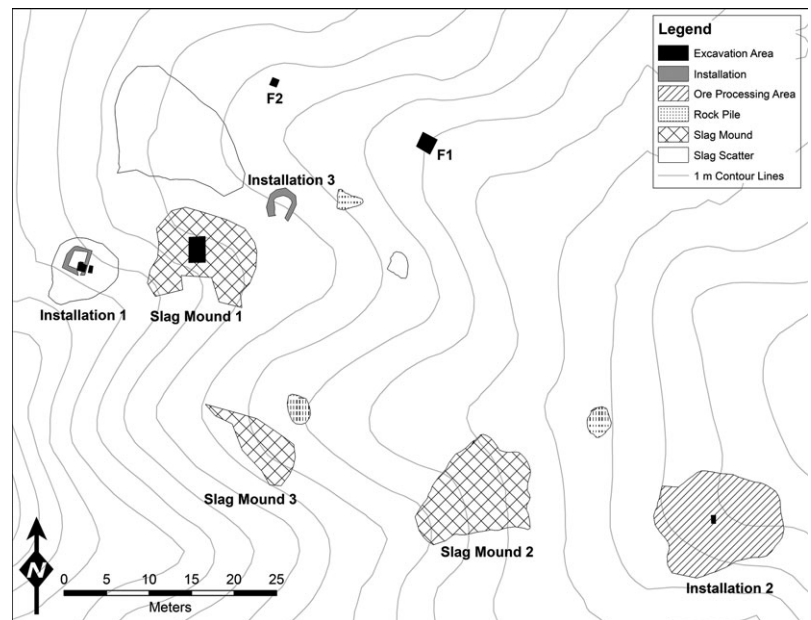 Legend
Excavation Area
Installation
Ore Processing Area
Rock Pile
Slag Mound
Slag Scatter
1 m Contour Lines
F2
F1
Installation 3
Installation 1
Slag Mound 1
Slag Mound 3
Slag Mound 2
Installation 2
N
0 5 10 15 20 25
Meters